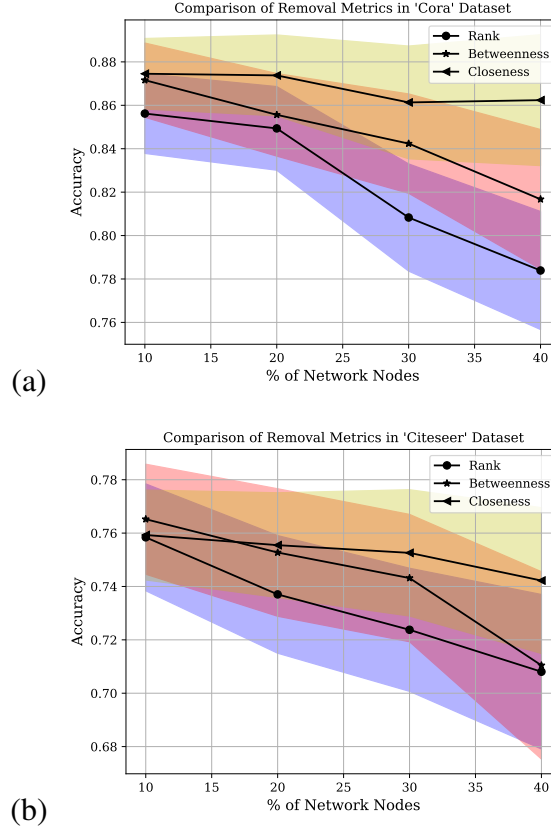 Comparison of Removal Metrics in 'Cora' Dataset
Rank
Betweenness
Closeness
0.88
0.86
0.84
0.82
0.80
0.78
0.76
Accuracy
10
15
20
25
30
35
40
% of Network Nodes
(a)
Comparison of Removal Metrics in 'Citeseer' Dataset
Rank
Betweenness
Closeness
0.78
0.76
0.74
0.72
0.70
0.68
Accuracy
10
15
20
25
30
35
40
% of Network Nodes
(b)